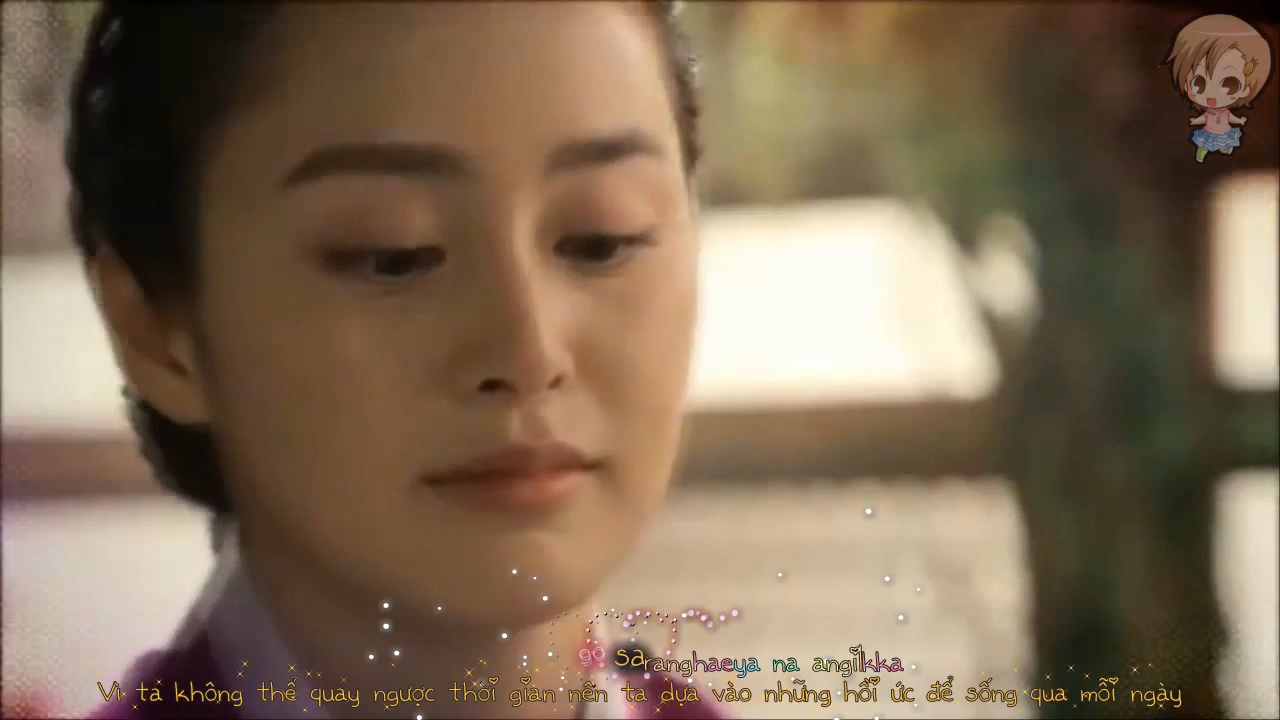 go saranghaeya na angikka
Vì ta không thể quay ngược thời gian nên ta dựa vào những hồi ức để sống qua mỗi ngày